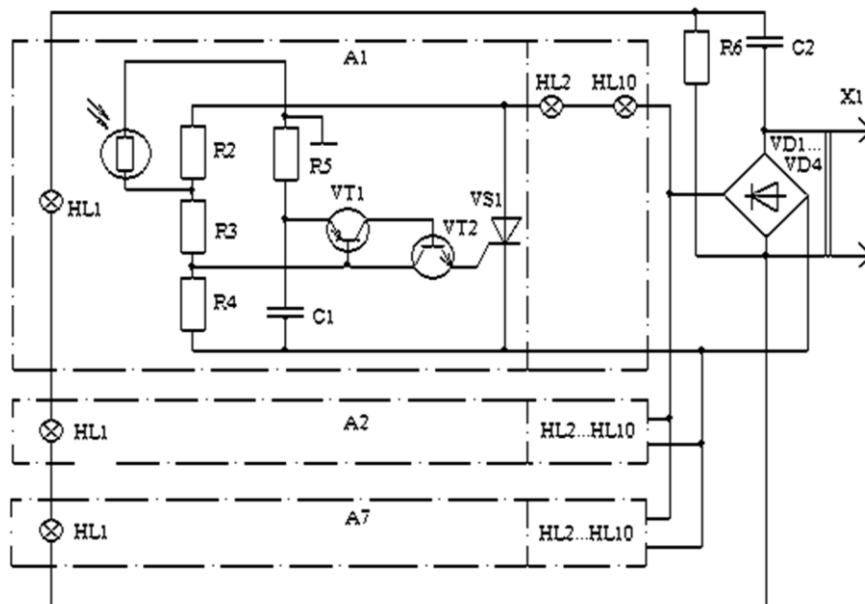 A1
R6
C2
HL2
HL10
X1
R2
R5
VD1...
VD4
VT1
VS1
HL1
R3
VT2
R4
C1
A2
HL1
HL2...HL10
A7
HL1
HL2...HL10